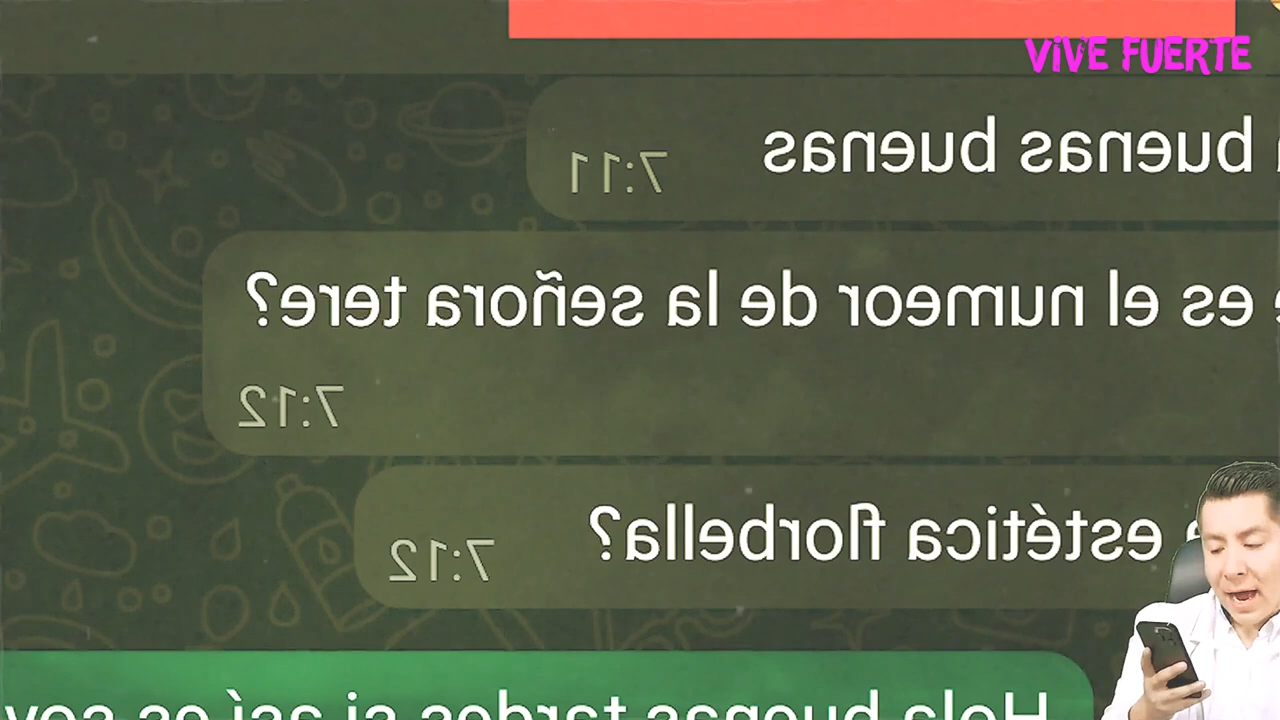 VIVE FUERTE
buenas buenas
7:11
es el numeor de la señora tere?
7:12
estética florbella?
7:12
Hola buenas tardes si así es soy